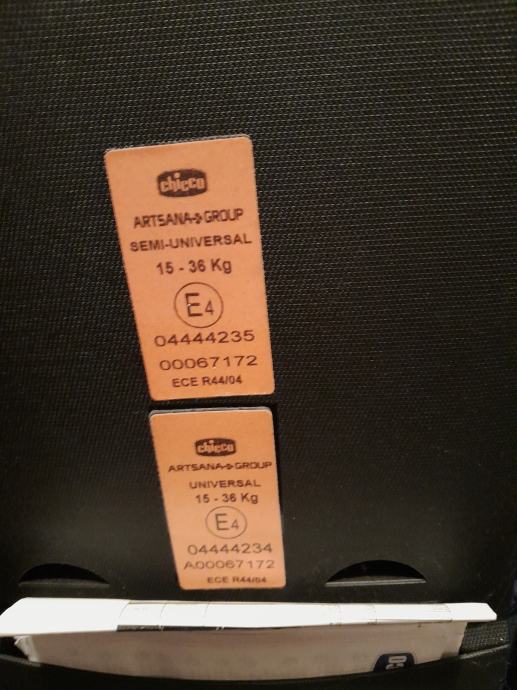 chicco
ARTSANA GROUP
SEMI-UNIVERSAL
15 - 36 Kg
E4
04444235
00067172
ECE R44/04
chicco
ARTSANA GROUP
UNIVERSAL
15 - 36 Kg
E4
04444234
A00067172
ECE R44/04